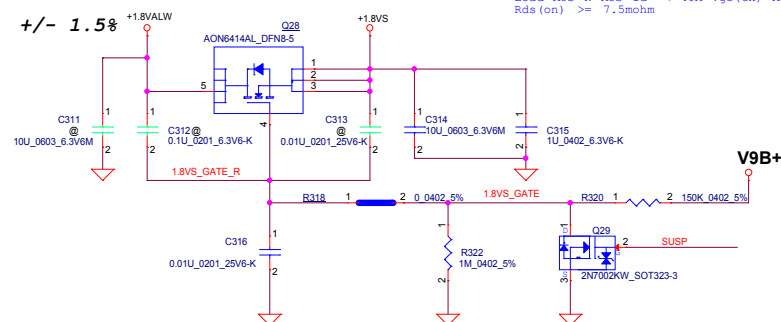 Rds(on) >= 7.5mohm
+/- 1.5%
+1.8VALW
Q28
+1.8VS
AON6414AL_DFN8-5
5
1
2
3
4
C311
@
10U_0603_6.3V6M
1
2
C312@
0.1U_0201_6.3V6-K
1
2
C313
@
0.01U_0201_25V6-K
1
2
C314
10U_0603_6.3V6M
1
2
C315
1U_0402_6.3V6-K
1
2
1.8VS_GATE_R
V9B+
R318
1
2
0_0402_5%
1.8VS_GATE
R320
1
2
150K_0402_5%
C316
0.01U_0201_25V6-K
1
2
R322
1M_0402_5%
1
2
Q29
1
2
3
SUSP
2N7002KW_SOT323-3